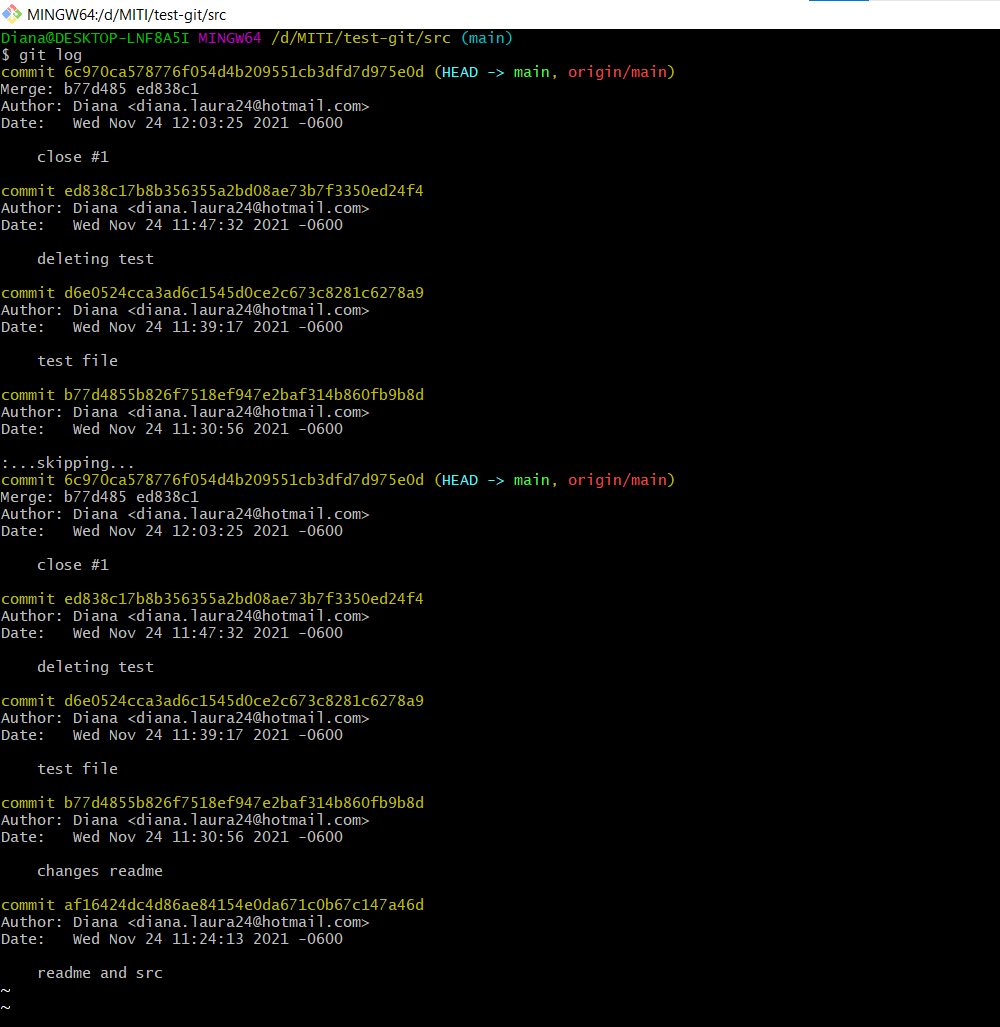 MINGW64:/d/MITI/test-git/src
Diana@DESKTOP-LNF8A5I MINGW64 /d/MITI/test-git/src (main)
$ git log
commit 6c970ca578776f054d4b209551cb3dfd7d975e0d (HEAD -> main, origin/main)
Merge: b77d485 ed838c1
Author: Diana <diana.laura24@hotmail.com>
Date:   Wed Nov 24 12:03:25 2021 -0600

    close #1

commit ed838c17b8b356355a2bd08ae73b7f3350ed24f4
Author: Diana <diana.laura24@hotmail.com>
Date:   Wed Nov 24 11:47:32 2021 -0600

    deleting test

commit d6e0524cca3ad6c1545d0ce2c673c8281c6278a9
Author: Diana <diana.laura24@hotmail.com>
Date:   Wed Nov 24 11:39:17 2021 -0600

    test file

commit b77d4855b826f7518ef947e2baf314b860fb9b8d
Author: Diana <diana.laura24@hotmail.com>
Date:   Wed Nov 24 11:30:56 2021 -0600

:...skipping...
commit 6c970ca578776f054d4b209551cb3dfd7d975e0d (HEAD -> main, origin/main)
Merge: b77d485 ed838c1
Author: Diana <diana.laura24@hotmail.com>
Date:   Wed Nov 24 12:03:25 2021 -0600

    close #1

commit ed838c17b8b356355a2bd08ae73b7f3350ed24f4
Author: Diana <diana.laura24@hotmail.com>
Date:   Wed Nov 24 11:47:32 2021 -0600

    deleting test

commit d6e0524cca3ad6c1545d0ce2c673c8281c6278a9
Author: Diana <diana.laura24@hotmail.com>
Date:   Wed Nov 24 11:39:17 2021 -0600

    test file

commit b77d4855b826f7518ef947e2baf314b860fb9b8d
Author: Diana <diana.laura24@hotmail.com>
Date:   Wed Nov 24 11:30:56 2021 -0600

    changes readme

commit af16424dc4d86ae84154e0da671c0b67c147a46d
Author: Diana <diana.laura24@hotmail.com>
Date:   Wed Nov 24 11:24:13 2021 -0600

    readme and src
~
~